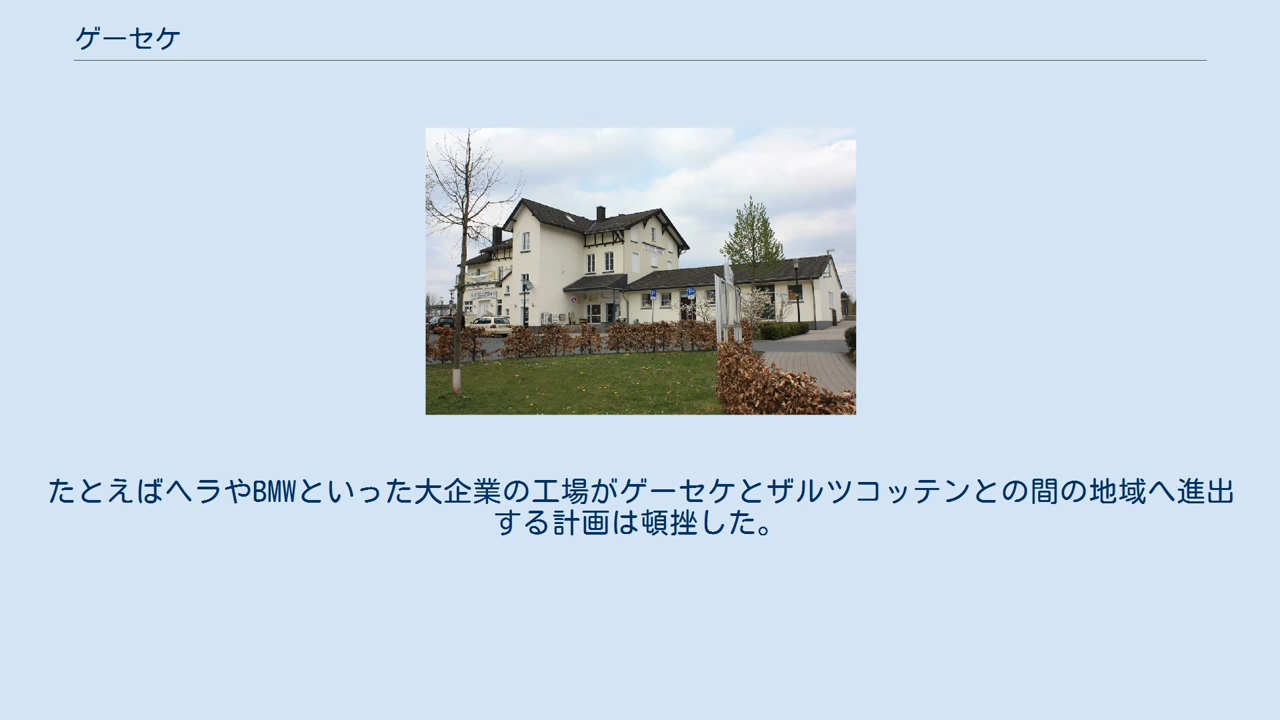 ゲーセケ
たとえばヘラやBMWといった大企業の工場がゲーセケとザルツコッテンとの間の地域へ進出
する計画は頓挫した。